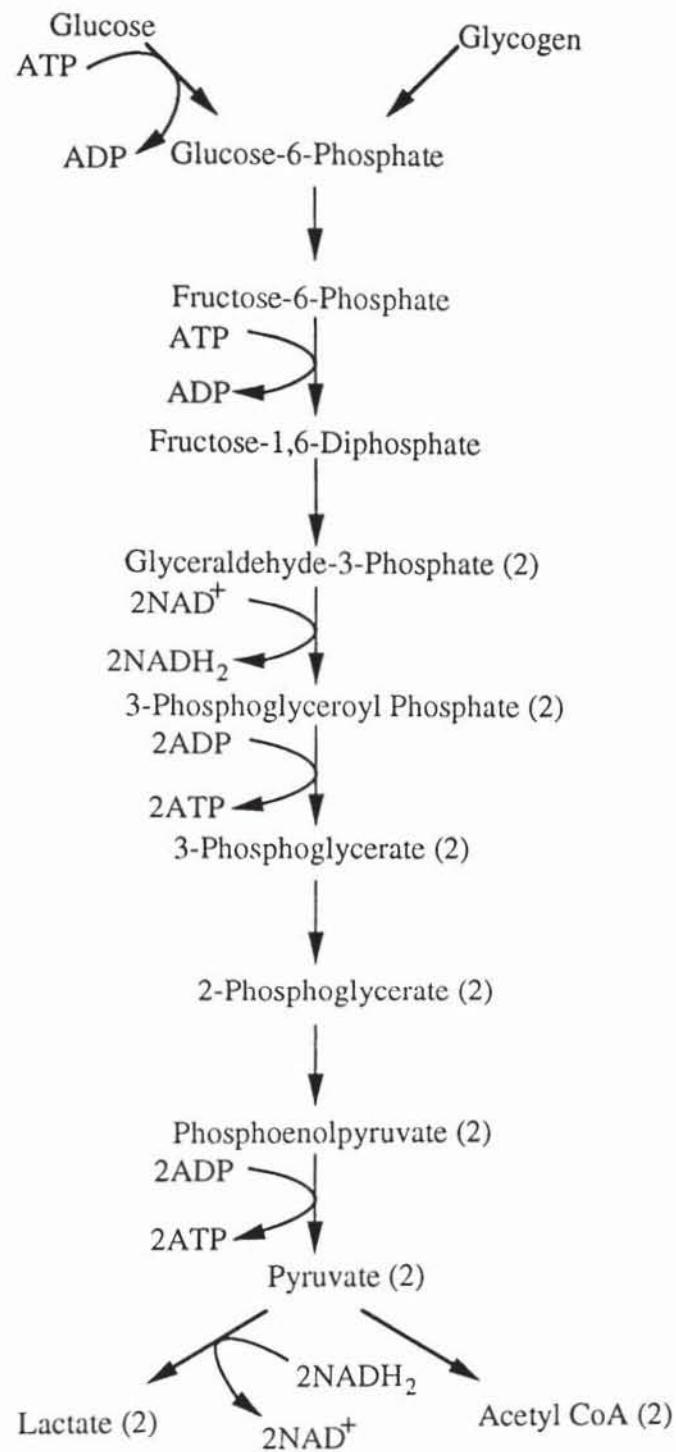 Glucose
Glycogen
ATP
ADP
Glucose-6-Phosphate
Fructose-6-Phosphate
ATP
ADP
Fructose-1,6-Diphosphate
Glyceraldehyde-3-Phosphate (2)
2NAD⁺
2NADH₂
3-Phosphoglyceroyl Phosphate (2)
2ADP
2ATP
3-Phosphoglycerate (2)
2-Phosphoglycerate (2)
Phosphoenolpyruvate (2)
2ADP
2ATP
Pyruvate (2)
2NADH₂
Lactate (2)
2NAD⁺
Acetyl CoA (2)